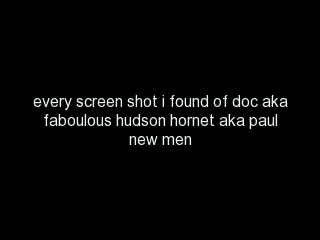 every screen shot i found of doc aka
faboulous hudson hornet aka paul
new men